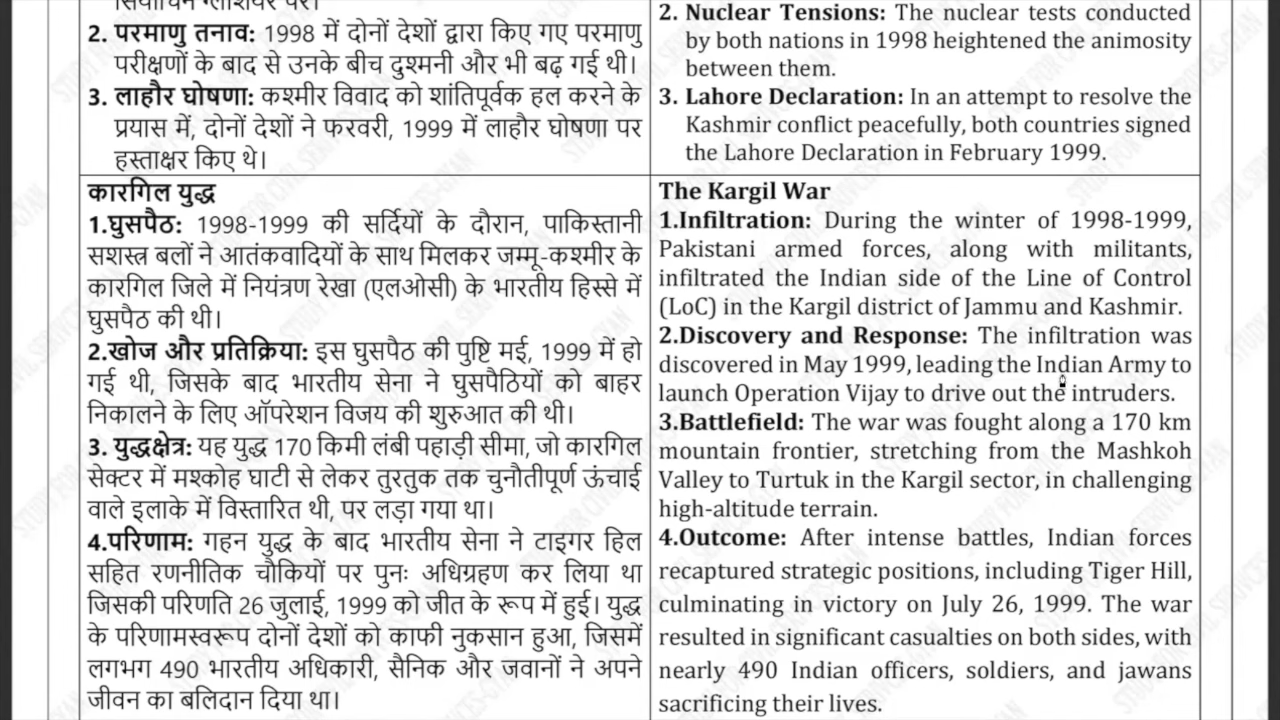 2. परमाणु तनाव: 1998 में दोनों देशों द्वारा किए गए परमाणु
परीक्षणों के बाद से उनके बीच दुश्मनी और भी बढ़ गई थी।
3. लाहौर घोषणा: कश्मीर विवाद को शांतिपूर्वक हल करने के
प्रयास में, दोनों देशों ने फरवरी, 1999 में लाहौर घोषणा पर
हस्ताक्षर किए थे।
कारगिल युद्ध
1.घुसपैठ: 1998-1999 की सर्दियों के दौरान, पाकिस्तानी
सशस्त्र बलों ने आतंकवादियों के साथ मिलकर जम्मू-कश्मीर के
कारगिल जिले में नियंत्रण रेखा (एलओसी) के भारतीय हिस्से में
घुसपैठ की थी।
2.खोज और प्रतिक्रिया: इस घुसपैठ की पुष्टि मई, 1999 में हो
गई थी, जिसके बाद भारतीय सेना ने घुसपैठियों को बाहर
निकालने के लिए ऑपरेशन विजय की शुरुआत की थी।
3. युद्धक्षेत्र: यह युद्ध 170 किमी लंबी पहाड़ी सीमा, जो कारगिल
सेक्टर में मश्कोह घाटी से लेकर तुरतुक तक चुनौतीपूर्ण ऊंचाई
वाले इलाके में विस्तारित थी, पर लड़ा गया था।
4.परिणाम: गहन युद्ध के बाद भारतीय सेना ने टाइगर हिल
सहित रणनीतिक चौकियों पर पुनः अधिग्रहण कर लिया था
जिसकी परिणति 26 जुलाई, 1999 को जीत के रूप में हुई। युद्ध
के परिणामस्वरूप दोनों देशों को काफी नुकसान हुआ, जिसमें
लगभग 490 भारतीय अधिकारी, सैनिक और जवानों ने अपने
जीवन का बलिदान दिया था।
2. Nuclear Tensions: The nuclear tests conducted
by both nations in 1998 heightened the animosity
between them.
3. Lahore Declaration: In an attempt to resolve the
Kashmir conflict peacefully, both countries signed
the Lahore Declaration in February 1999.
The Kargil War
1.Infiltration: During the winter of 1998-1999,
Pakistani armed forces, along with militants,
infiltrated the Indian side of the Line of Control
(LoC) in the Kargil district of Jammu and Kashmir.
2.Discovery and Response: The infiltration was
discovered in May 1999, leading the Indian Army to
launch Operation Vijay to drive out the intruders.
3.Battlefield: The war was fought along a 170 km
mountain frontier, stretching from the Mashkoh
Valley to Turtuk in the Kargil sector, in challenging
high-altitude terrain.
4.Outcome: After intense battles, Indian forces
recaptured strategic positions, including Tiger Hill,
culminating in victory on July 26, 1999. The war
resulted in significant casualties on both sides, with
nearly 490 Indian officers, soldiers, and jawans
sacrificing their lives.